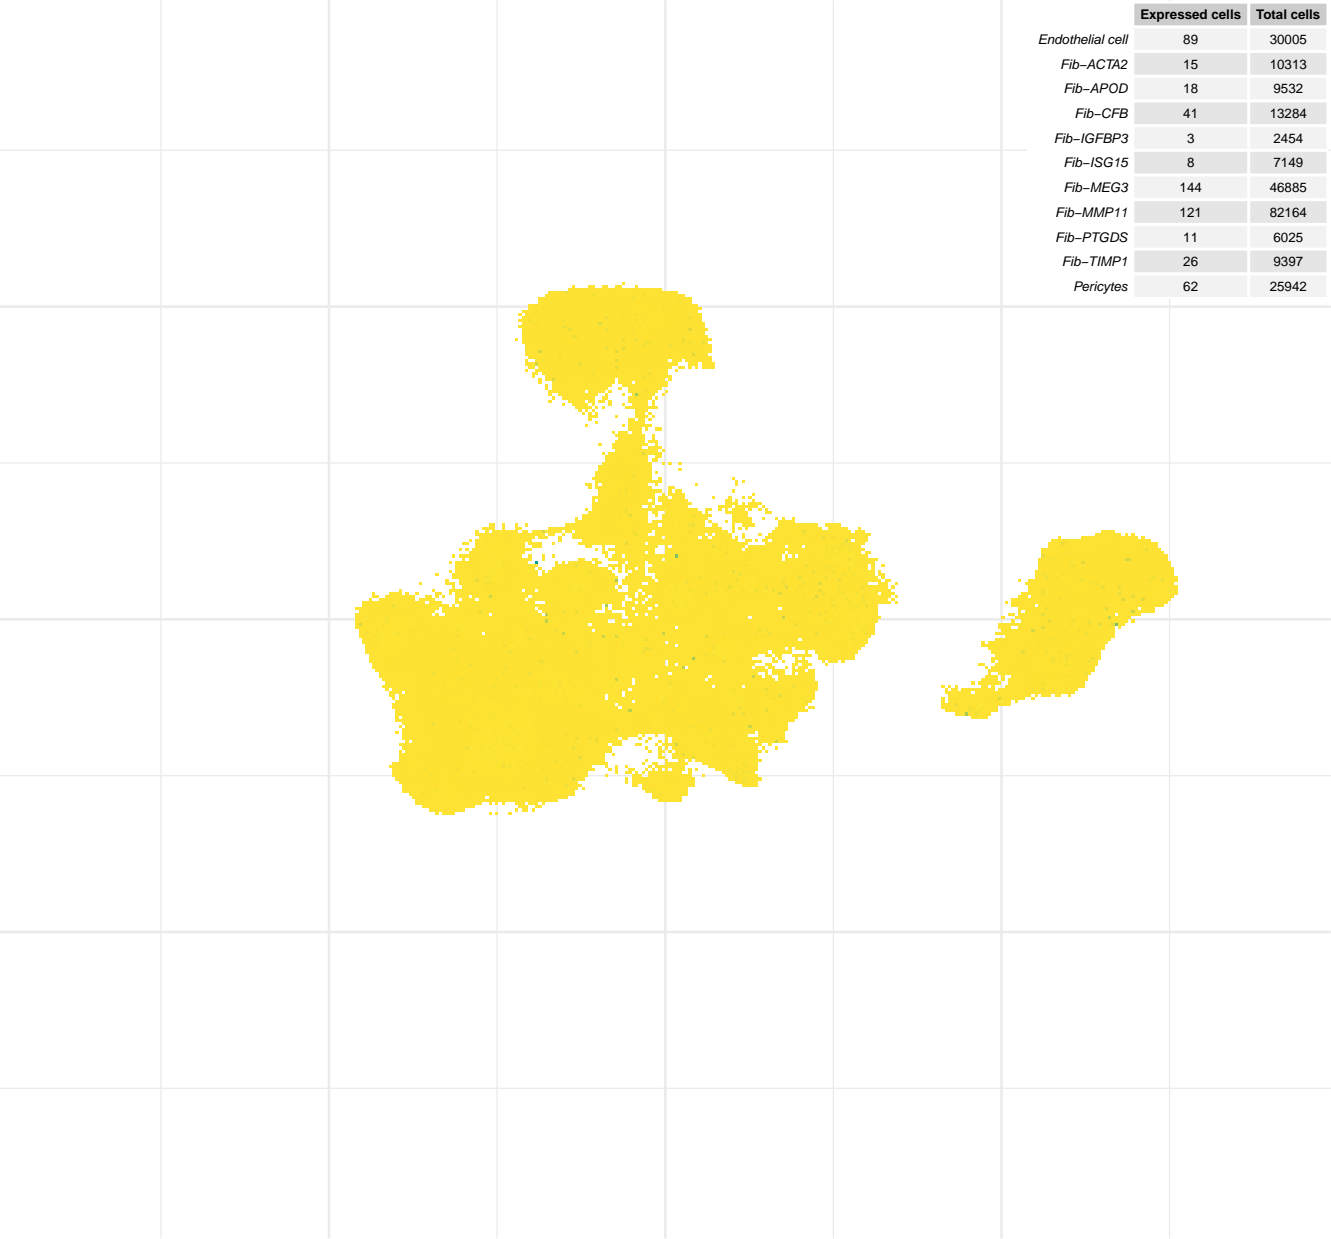 Expressed cells Total cells
Endothelial cell 89 30005
Fib−ACTA2 15 10313
Fib−APOD 18 9532
Fib−CFB 41 13284
Fib−IGFBP3 3 2454
Fib−ISG15 8 7149
Fib−MEG3 144 46885
Fib−MMP11 121 82164
Fib−PTGDS 11 6025
Fib−TIMP1 26 9397
Pericytes 62 25942